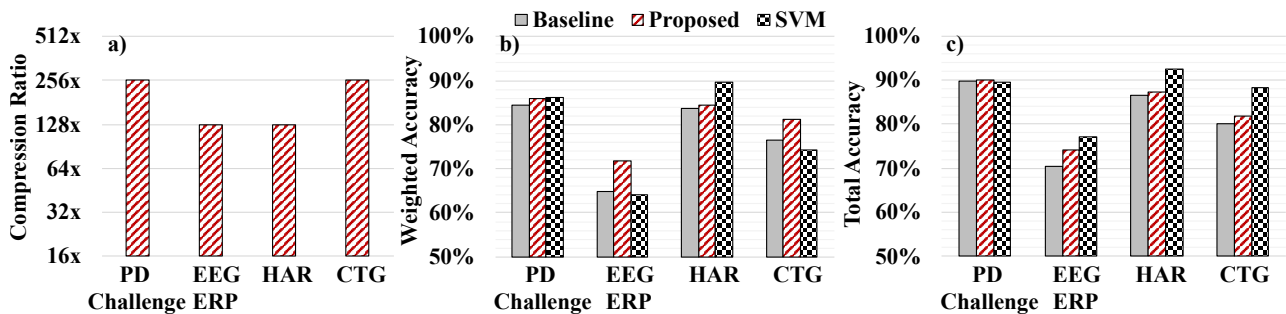 Baseline Proposed SVM
a)
Compression Ratio
512x
256x
128x
64x
32x
16x
PD Challenge
EEG ERP
HAR
CTG
b)
Weighted Accuracy
100%
90%
80%
70%
60%
50%
PD Challenge
EEG ERP
HAR
CTG
c)
Total Accuracy
100%
90%
80%
70%
60%
50%
PD Challenge
EEG ERP
HAR
CTG